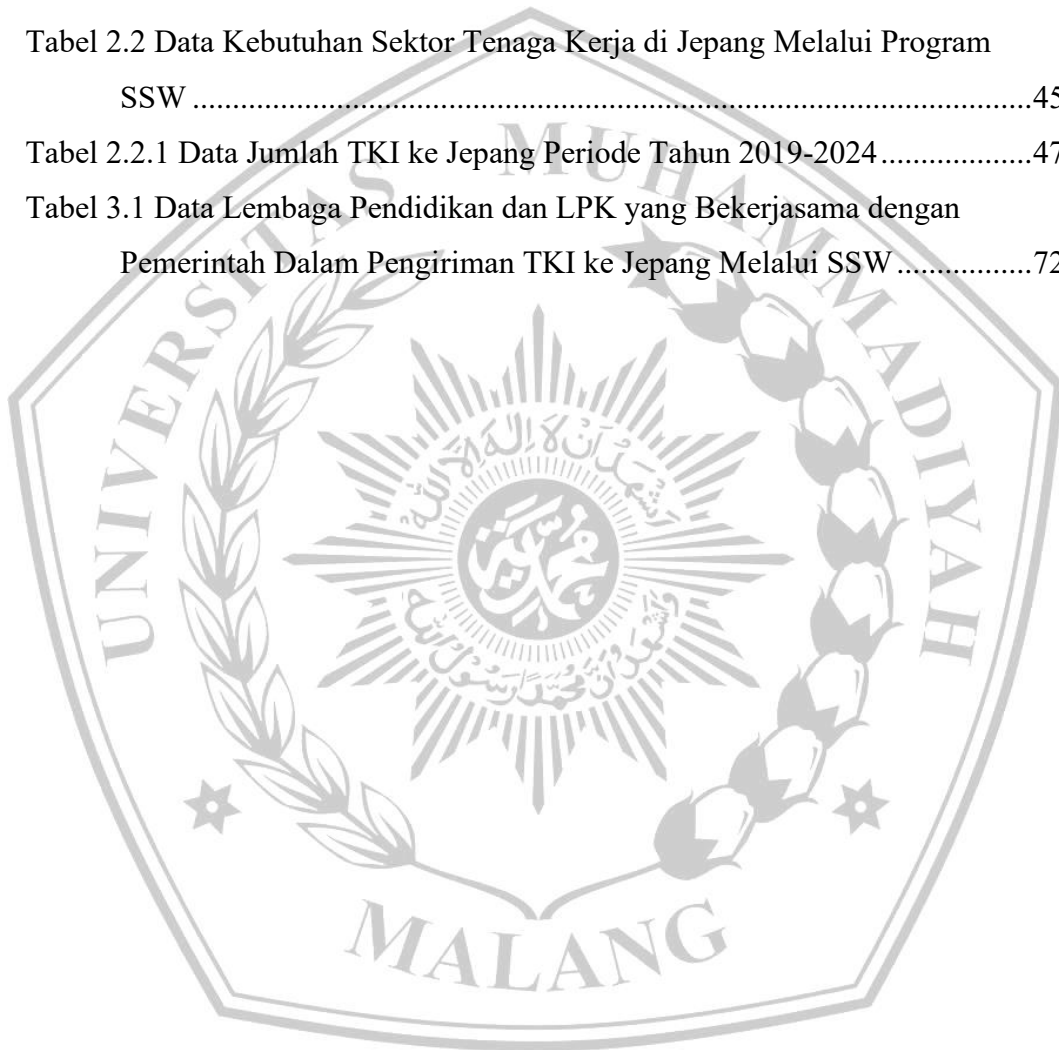 Tabel 2.2 Data Kebutuhan Sektor Tenaga Kerja di Jepang Melalui Program
SSW ........................................................................................................45
Tabel 2.2.1 Data Jumlah TKI ke Jepang Periode Tahun 2019-2024...................47
Tabel 3.1 Data Lembaga Pendidikan dan LPK yang Bekerjasama dengan
Pemerintah Dalam Pengiriman TKI ke Jepang Melalui SSW .................72
UNIVERSITAS MUHAMMADIYAH
MALANG